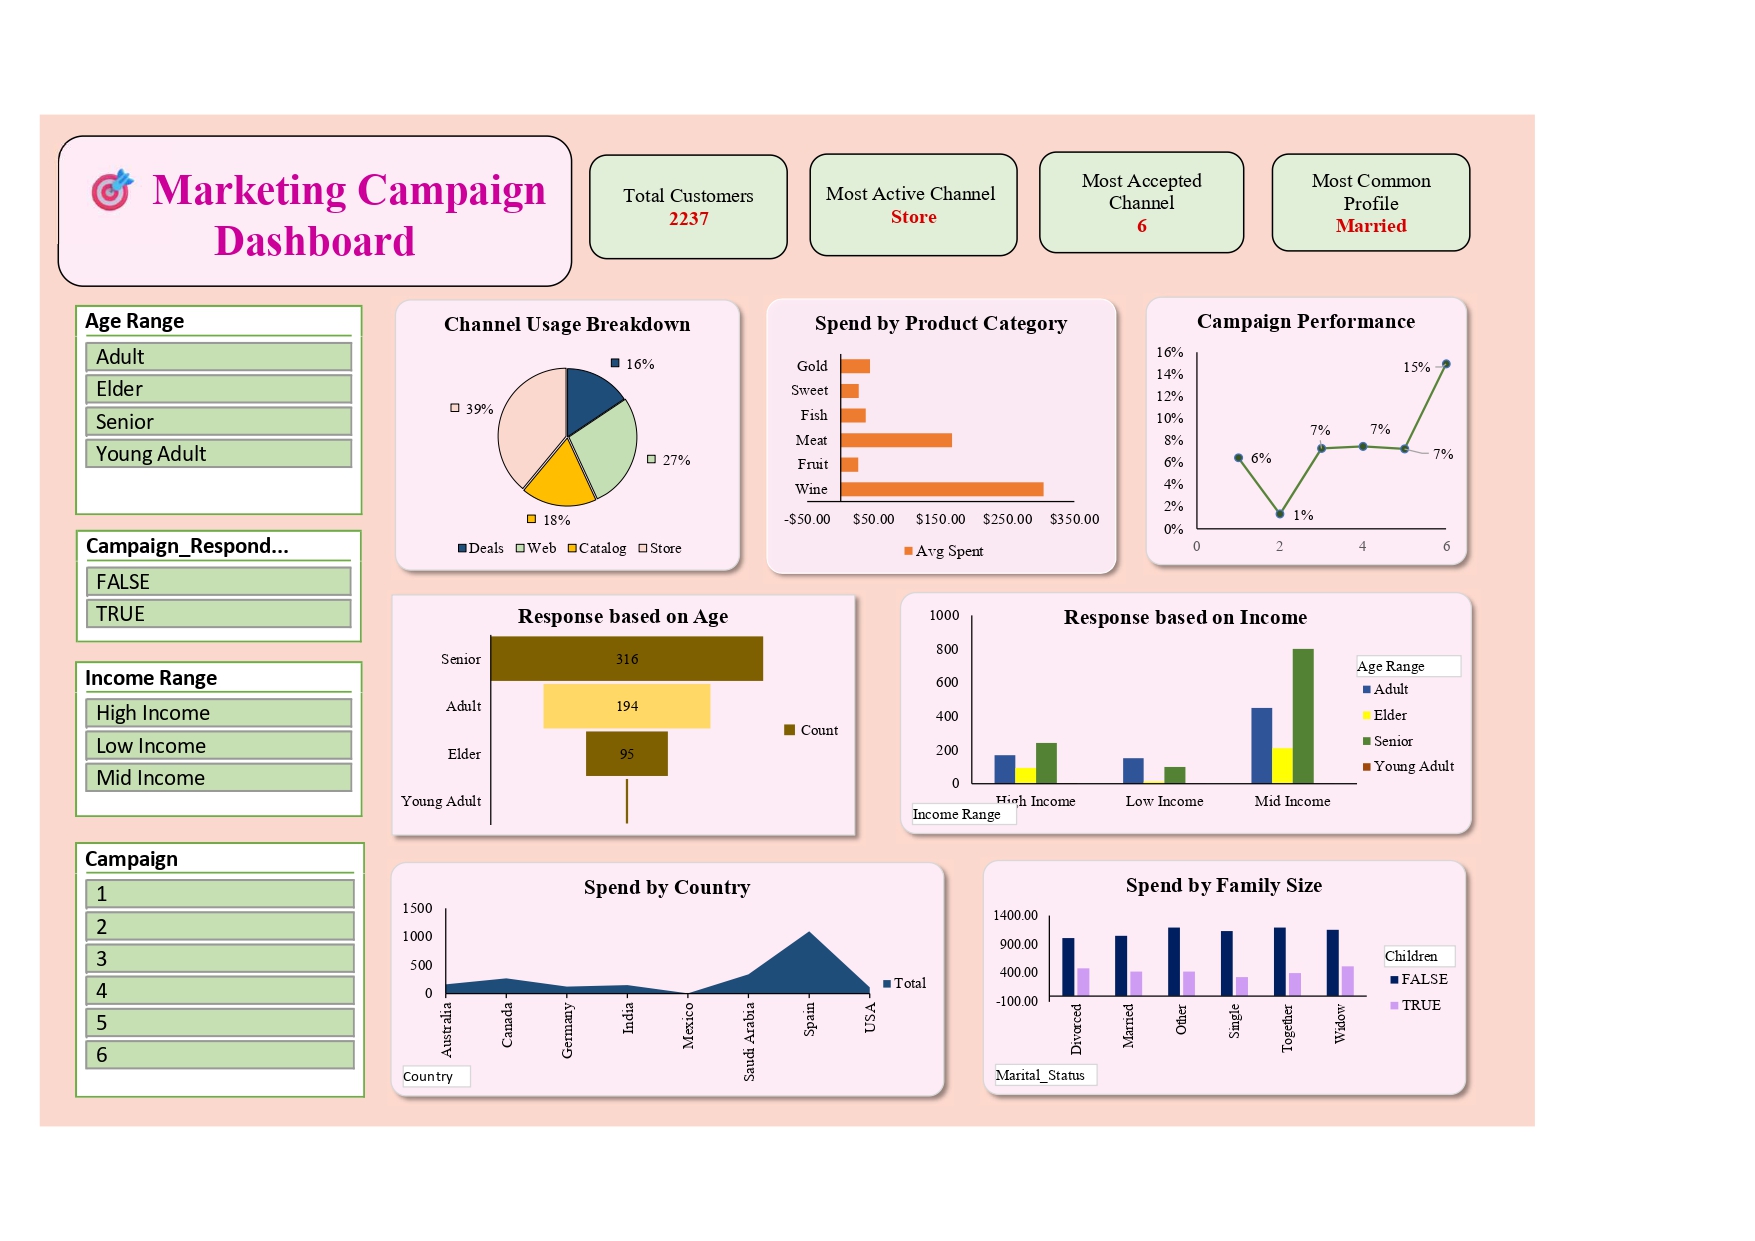 Marketing Campaign
Dashboard
Total Customers
2237
Most Active Channel
Store
Most Accepted
Channel
6
Most Common
Profile
Married
Age Range
Adult
Elder
Senior
Young Adult
Campaign_Respond...
FALSE
TRUE
Income Range
High Income
Low Income
Mid Income
Campaign
1
2
3
4
5
6
Channel Usage Breakdown
16%
39%
27%
18%
Deals Web Catalog Store
Spend by Product Category
Gold
Sweet
Fish
Meat
Fruit
Wine
-$50.00 $50.00 $150.00 $250.00 $350.00
Avg Spent
Campaign Performance
16%
14%
12%
10%
8%
6%
4%
2%
0%
6%
1%
7%
7%
7%
15%
0 2 4 6
Response based on Age
Senior 316
Adult 194
Elder 95
Young Adult
Count
Response based on Income
1000
800
600
400
200
0
High Income Low Income Mid Income
Income Range
Age Range
Adult
Elder
Senior
Young Adult
Spend by Country
1500
1000
500
0
Australia
Canada
Germany
India
Mexico
Saudi Arabia
Spain
USA
Total
Country
Spend by Family Size
1400.00
900.00
400.00
-100.00
Divorced
Married
Other
Single
Together
Widow
Children
FALSE
TRUE
Marital_Status